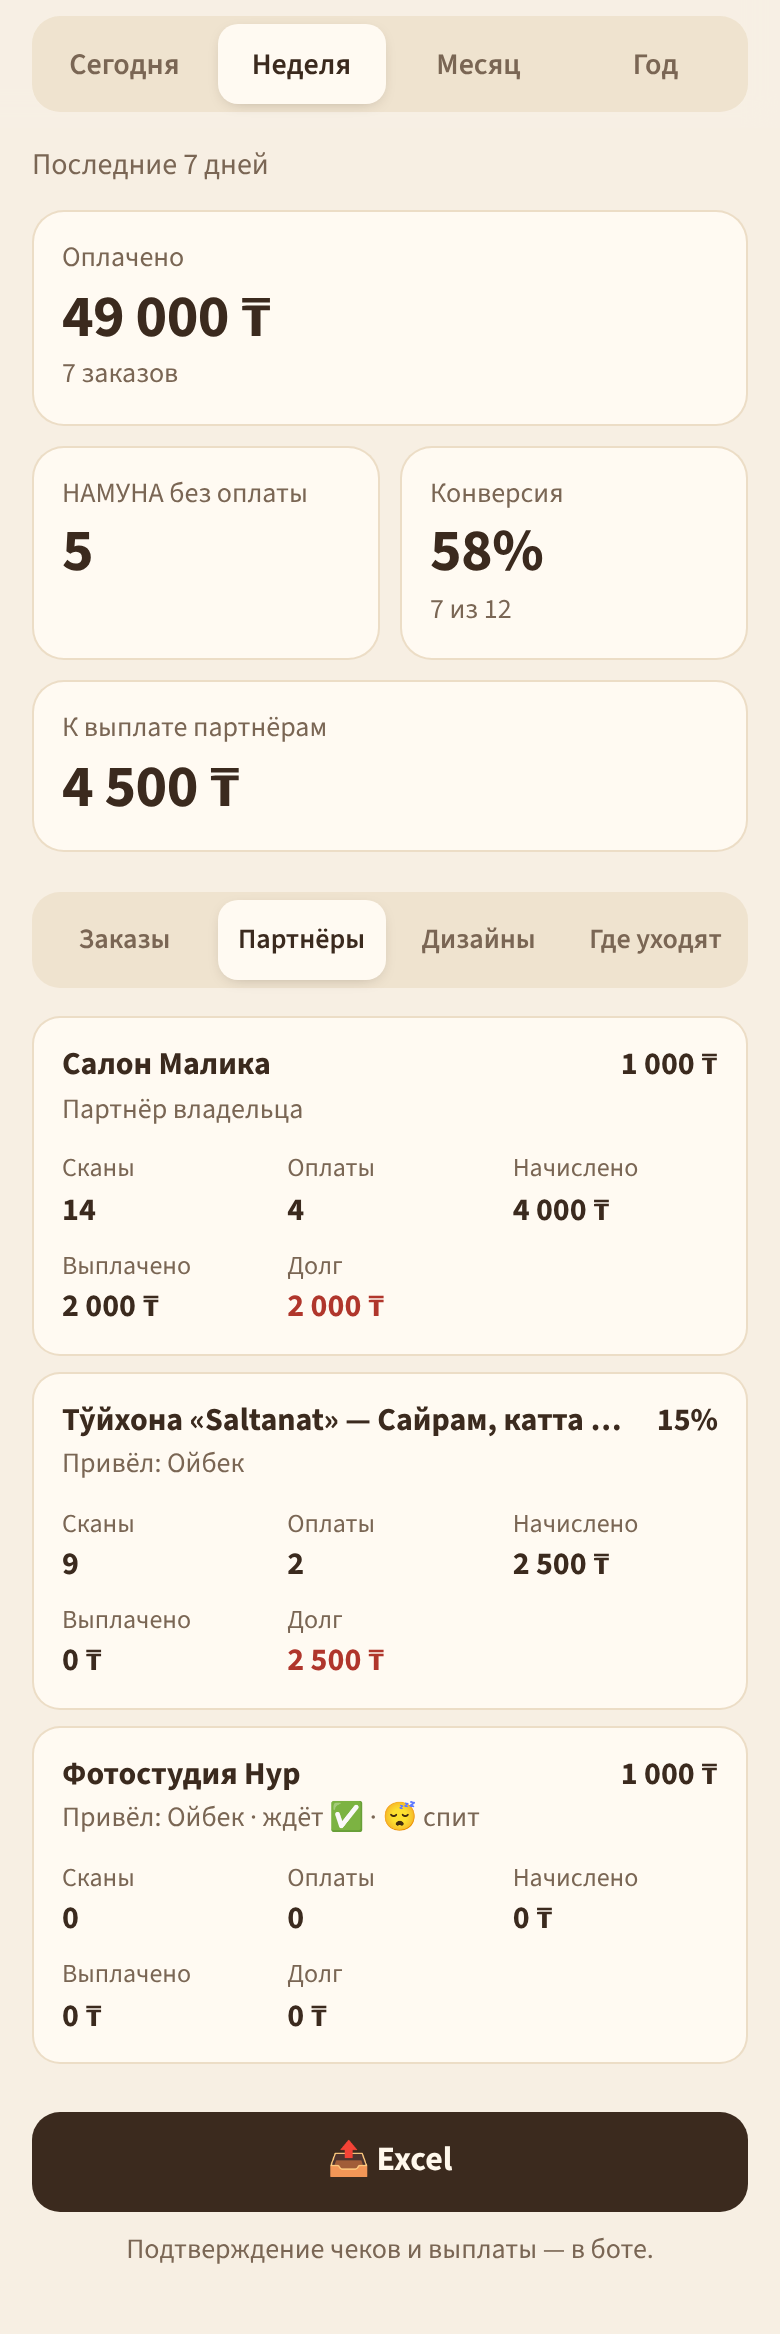 Сегодня Неделя Месяц Год
Последние 7 дней
Оплачено
49 000 ₸
7 заказов
НАМУНА без оплаты
5
Конверсия
58%
7 из 12
К выплате партнёрам
4 500 ₸
Заказы Партнёры Дизайны Где уходят
Салон Малика 1 000 ₸
Партнёр владельца
Сканы Оплаты Начислено
14 4 4 000 ₸
Выплачено Долг
2 000 ₸ 2 000 ₸
Тўйхона «Saltanat» — Сайрам, катта … 15%
Привёл: Ойбек
Сканы Оплаты Начислено
9 2 2 500 ₸
Выплачено Долг
0 ₸ 2 500 ₸
Фотостудия Нур 1 000 ₸
Привёл: Ойбек · ждёт ✅ · 😴 спит
Сканы Оплаты Начислено
0 0 0 ₸
Выплачено Долг
0 ₸ 0 ₸
📤 Excel
Подтверждение чеков и выплаты — в боте.